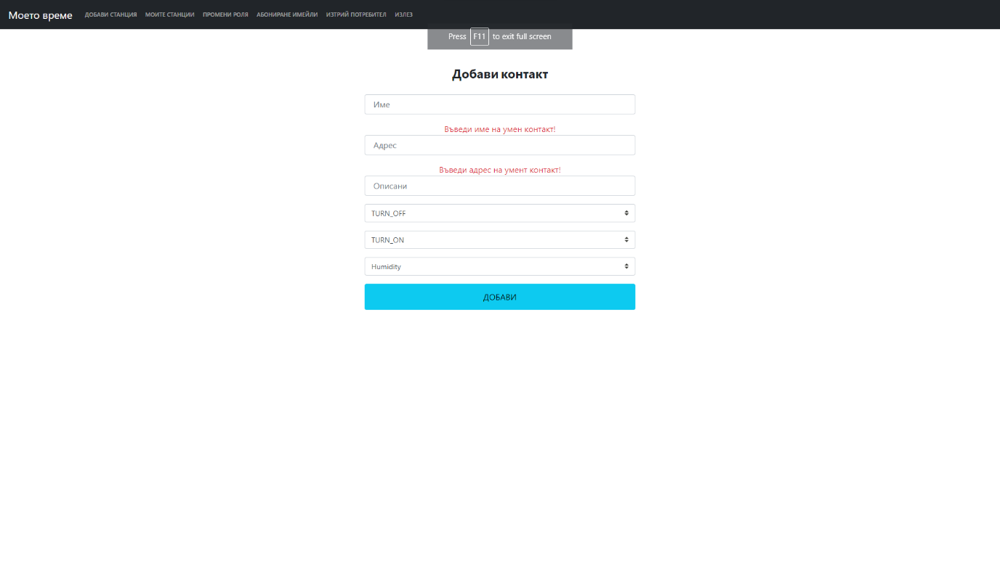 Моето време ДОБАВИ СТАНЦИЯ МОИТЕ СТАНЦИИ ПРОМЕНИ РОЛЯ АБОНИРАНЕ ИМЕЙЛИ ИЗТРИЙ ПОТРЕБИТЕЛ ИЗЛЕЗ
Press F11 to exit full screen
Добави контакт
Име
Въведи име на умен контакт!
Адрес
Въведи адрес на умент контакт!
Описани
TURN_OFF
TURN_ON
Humidity
ДОБАВИ